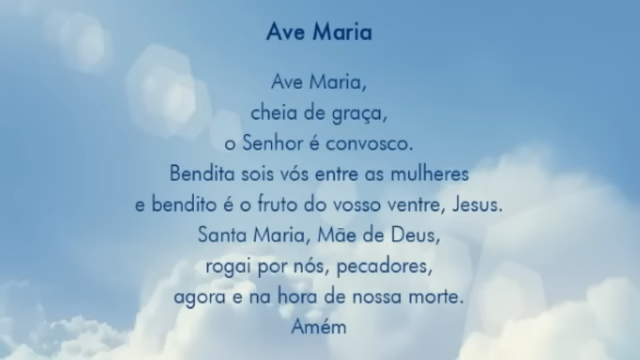 Ave Maria
Ave Maria,
cheia de graça,
o Senhor é convosco.
Bendita sois vós entre as mulheres
e bendito é o fruto do vosso ventre, Jesus.
Santa Maria, Mãe de Deus,
rogai por nós, pecadores,
agora e na hora de nossa morte.
Amém